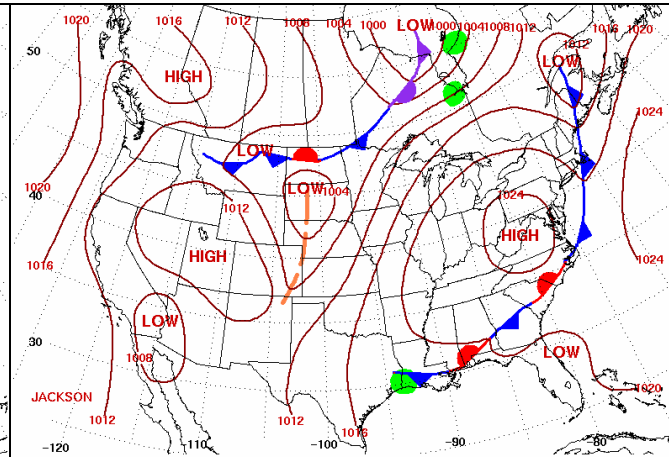 1020 1016 1012 1008 1004 1000 LOW 1000 1004 1008 1012 1016 1020
1012
50 LOW
HIGH
1024
LOW
1020 LOW 1004
40 1012 1024
HIGH HIGH
1016 1024
LOW
30 1008 LOW
JACKSON 1020
1012 1012 1016
-120 -110 -100 -90 -80